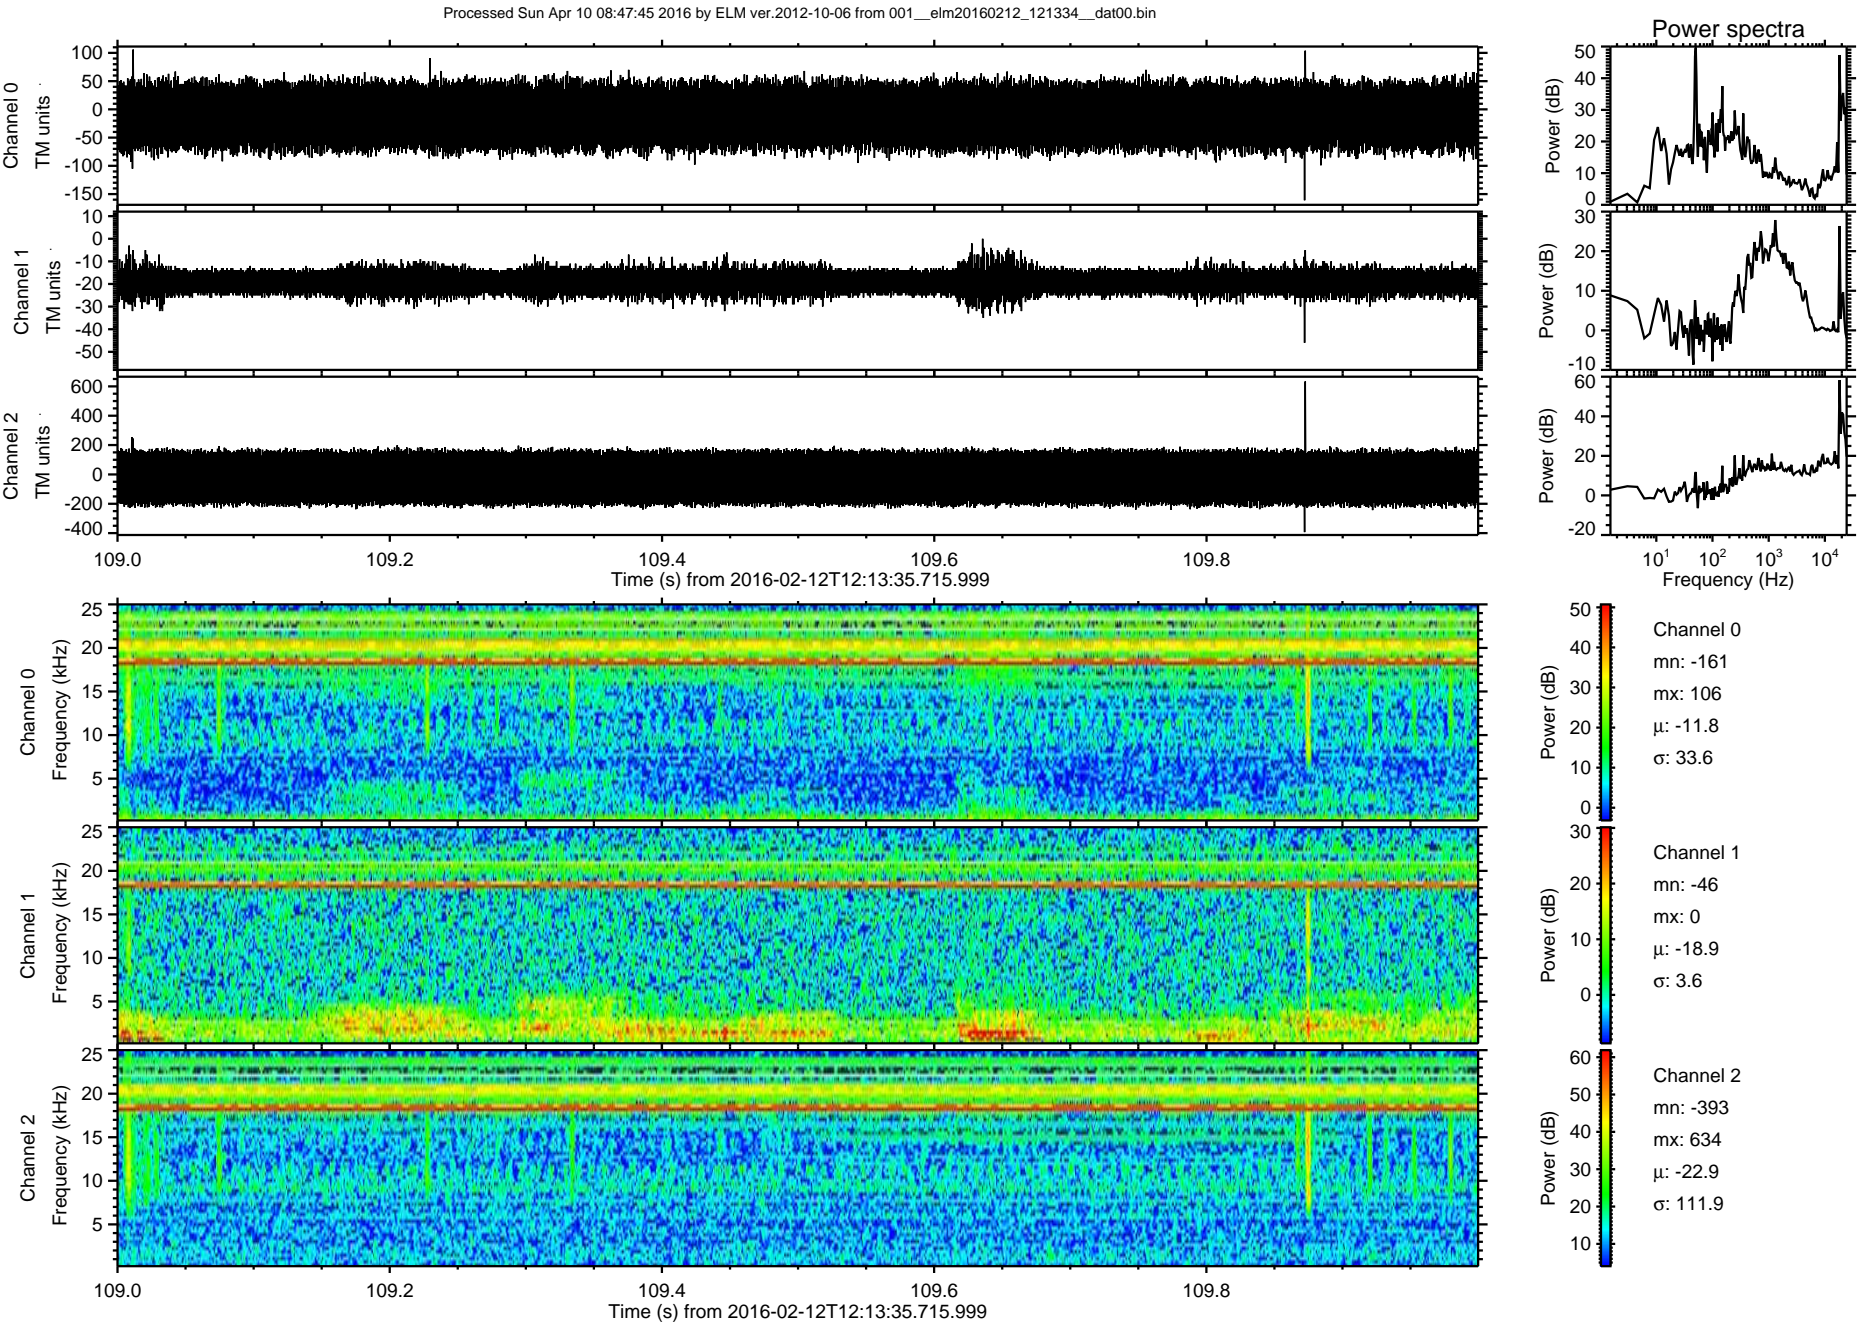 Processed Sun Apr 10 08:47:45 2016 by ELM ver.2012-10-06 from 001__elm20160212_121334__dat00.bin
Power spectra
Channel 0
TM units
100
50
0
-50
-100
-150
Power (dB)
50
40
30
20
10
0
Channel 1
TM units
10
0
-10
-20
-30
-40
-50
Power (dB)
30
20
10
0
-10
Channel 2
TM units
600
400
200
0
-200
-400
Power (dB)
60
40
20
0
-20
109.0 109.2 109.4 109.6 109.8
Time (s) from 2016-02-12T12:13:35.715.999
10^1 10^2 10^3 10^4
Frequency (Hz)
Channel 0
Frequency (kHz)
25
20
15
10
5
Power (dB)
50
40
30
20
10
0
Channel 0
mn: -161
mx: 106
μ: -11.8
σ: 33.6
Channel 1
Frequency (kHz)
25
20
15
10
5
Power (dB)
30
20
10
0
Channel 1
mn: -46
mx: 0
μ: -18.9
σ: 3.6
Channel 2
Frequency (kHz)
25
20
15
10
5
Power (dB)
60
50
40
30
20
10
Channel 2
mn: -393
mx: 634
μ: -22.9
σ: 111.9
109.0 109.2 109.4 109.6 109.8
Time (s) from 2016-02-12T12:13:35.715.999